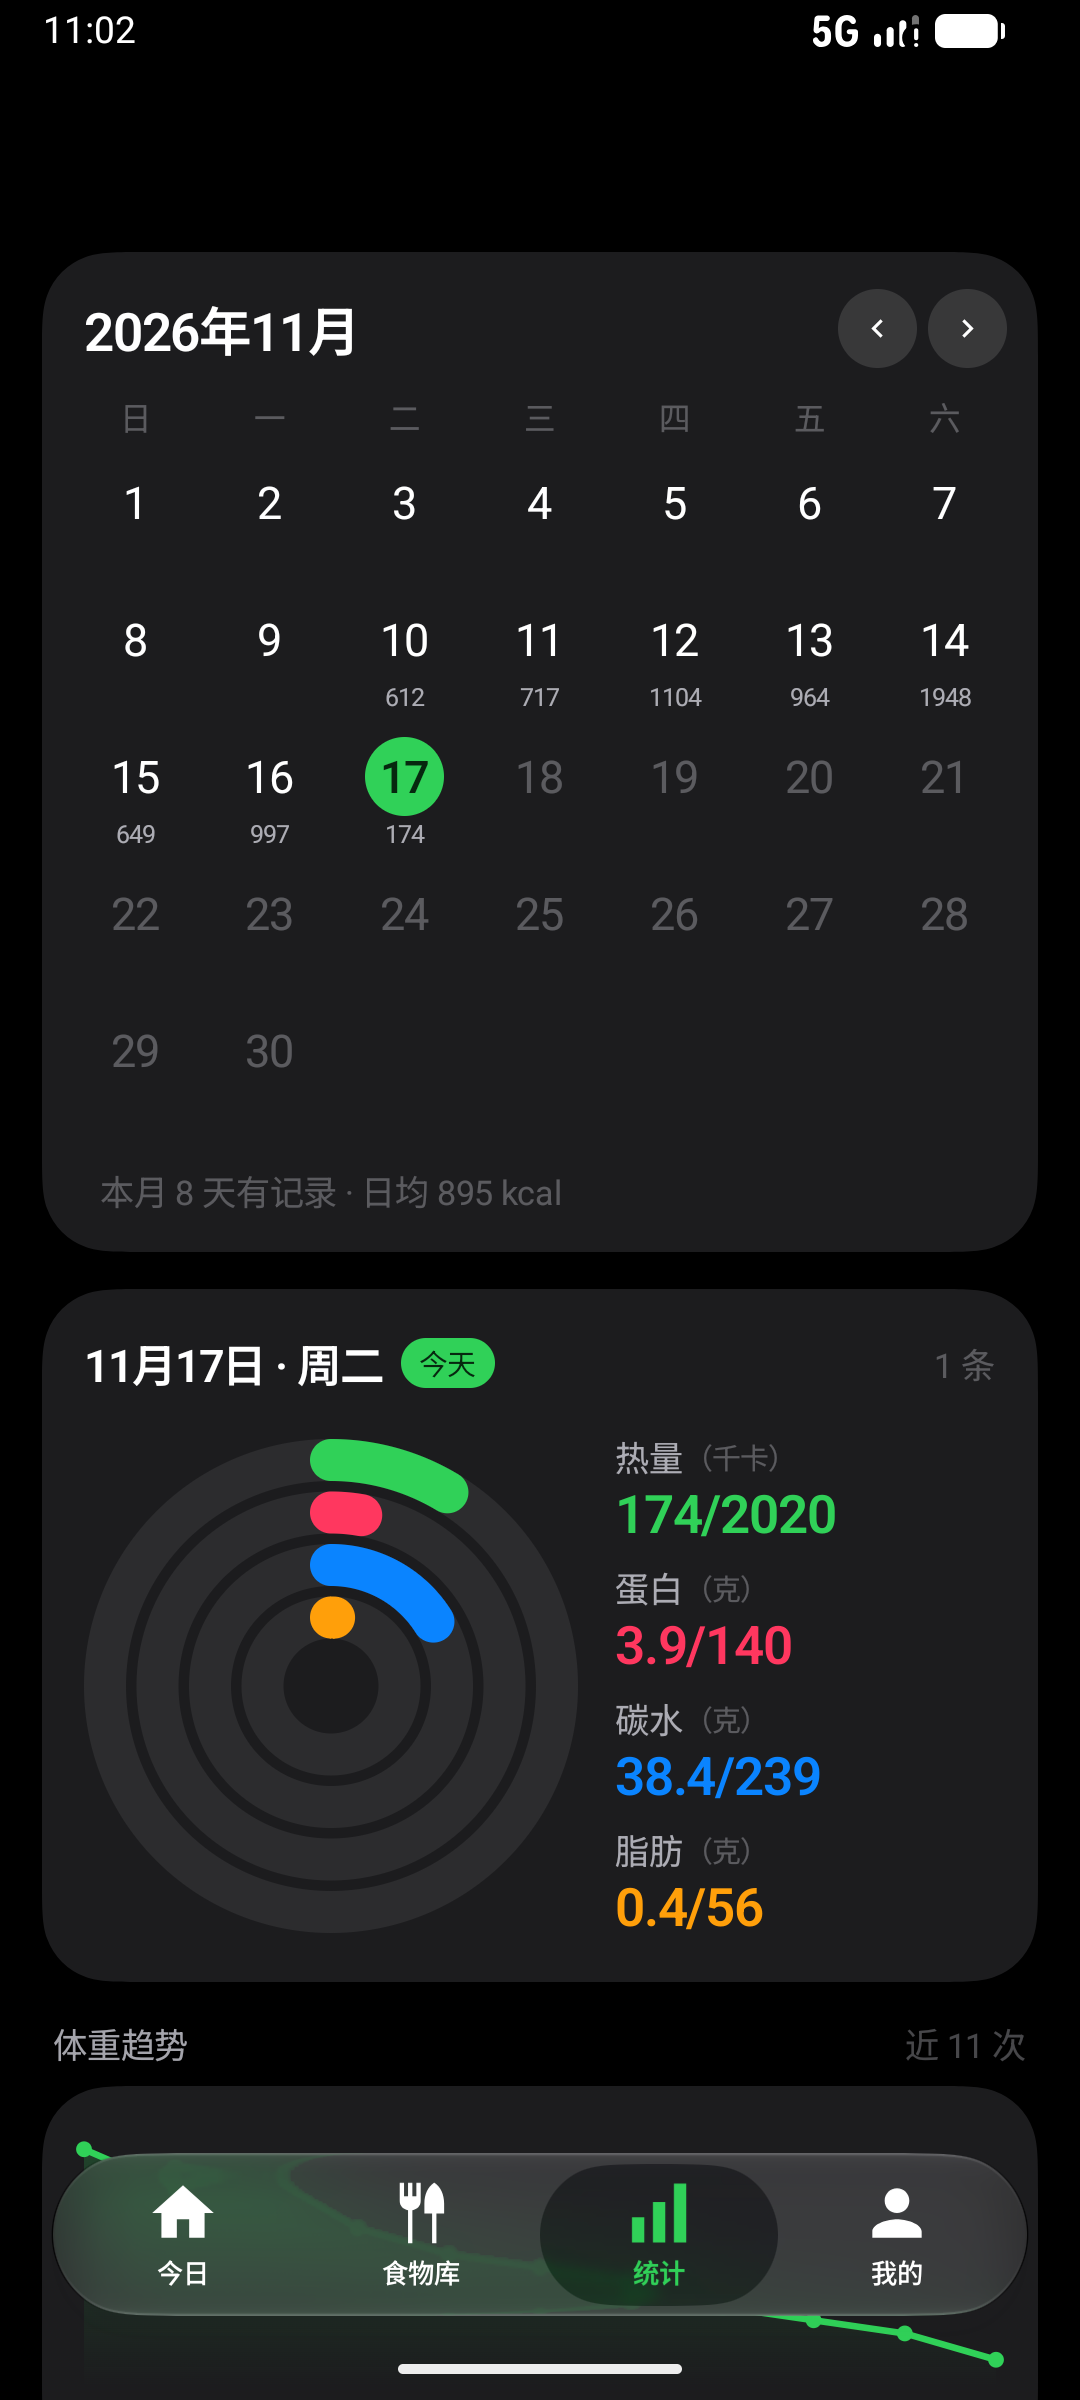 11:02
5G
2026年11月
日 一 二 三 四 五 六
1 2 3 4 5 6 7
8 9 10 11 12 13 14
612 717 1104 964 1948
15 16 17 18 19 20 21
649 997 174
22 23 24 25 26 27 28
29 30
本月 8 天有记录 · 日均 895 kcal
11月17日 · 周二 今天 1 条
热量（千卡）
174/2020
蛋白（克）
3.9/140
碳水（克）
38.4/239
脂肪（克）
0.4/56
体重趋势 近 11 次
今日 食物库 统计 我的